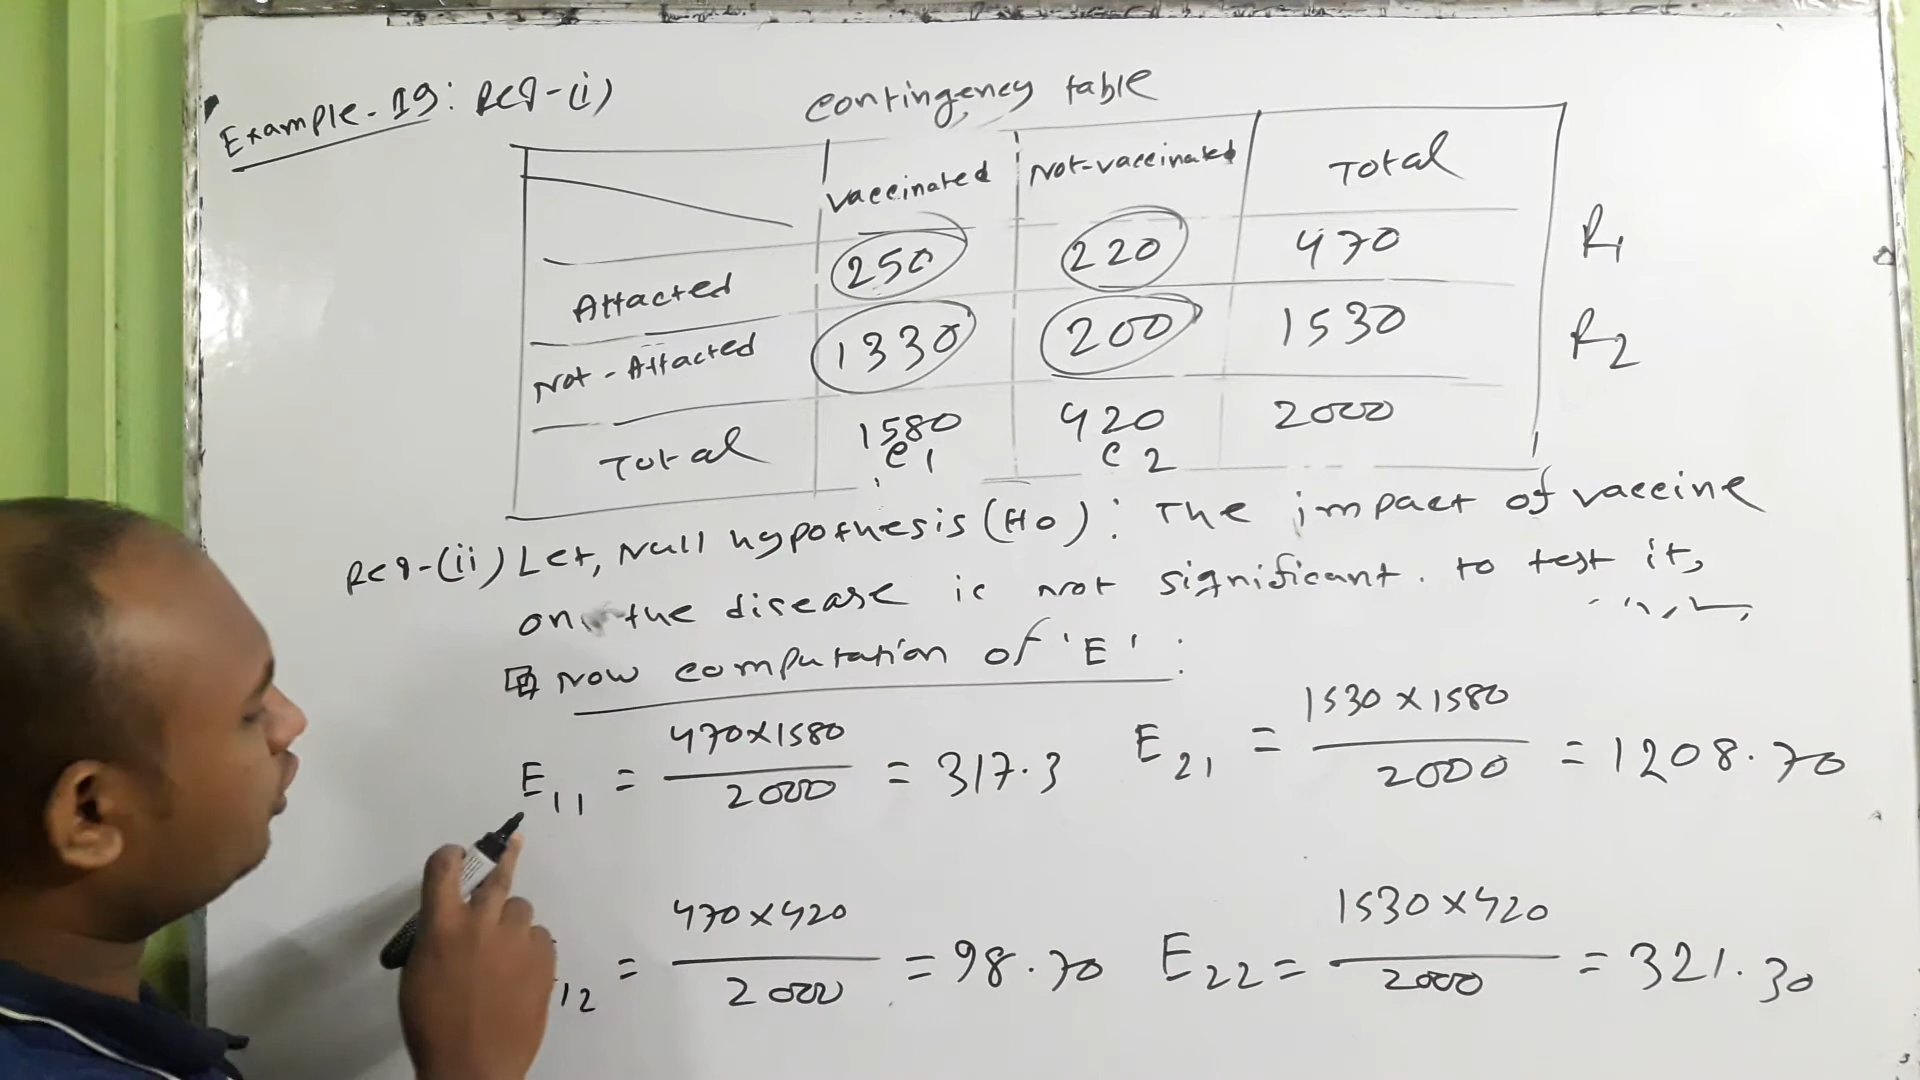 Example-19: Req-(i)
contingency table
Vaccinated Not-vaccinated Total
Attacted 250 220 470 R1
Not-Attacted 1330 200 1530 R2
Total 1580 420 2000
C1 C2
Req-(ii) Let, Null hypothesis (H0): The impact of vaccine
on the disease is not significant. to test it,
Now computation of 'E':
E11 = 470×1580 / 2000 = 317.3 E21 = 1530×1580 / 2000 = 1208.70
12 = 470×420 / 2000 = 98.70 E22 = 1530×420 / 2000 = 321.30